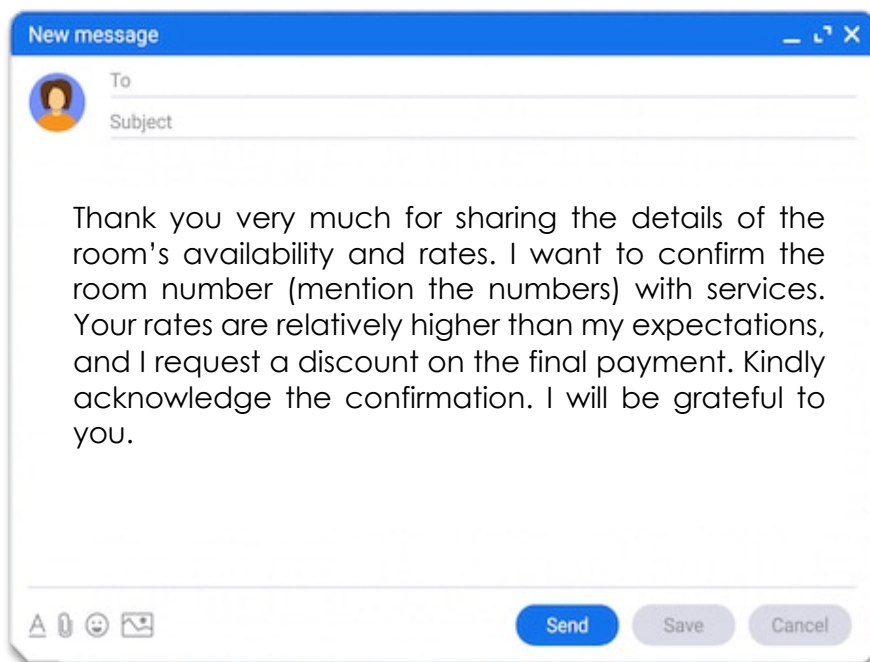 New message
To
Subject
Thank you very much for sharing the details of the
room's availability and rates. I want to confirm the
room number (mention the numbers) with services.
Your rates are relatively higher than my expectations,
and I request a discount on the final payment. Kindly
acknowledge the confirmation. I will be grateful to
you.
A
Send Save Cancel